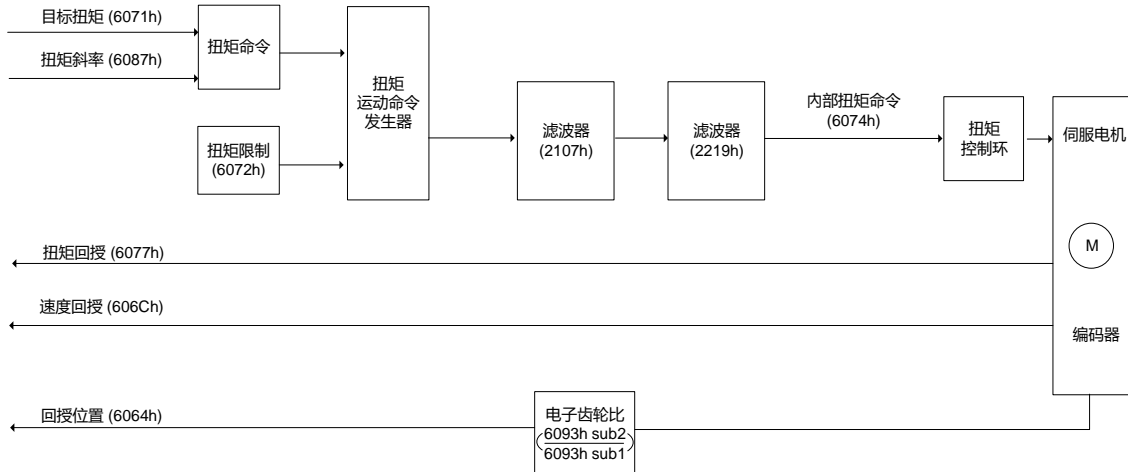 目标扭矩 (6071h)
扭矩斜率 (6087h)
扭矩命令
扭矩限制
(6072h)
扭矩
运动命令
发生器
滤波器
(2107h)
滤波器
(2219h)
内部扭矩命令
(6074h)
扭矩
控制环
伺服电机
M
编码器
扭矩回授 (6077h)
速度回授 (606Ch)
回授位置 (6064h)
电子齿轮比
(6093h sub2
6093h sub1)